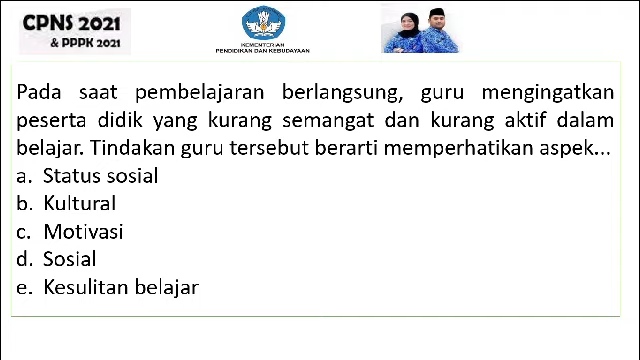 CPNS 2021
& PPPK 2021
KEMENTERIAN
PENDIDIKAN DAN KEBUDAYAAN
Pada saat pembelajaran berlangsung, guru mengingatkan
peserta didik yang kurang semangat dan kurang aktif dalam
belajar. Tindakan guru tersebut berarti memperhatikan aspek...
a. Status sosial
b. Kultural
c. Motivasi
d. Sosial
e. Kesulitan belajar